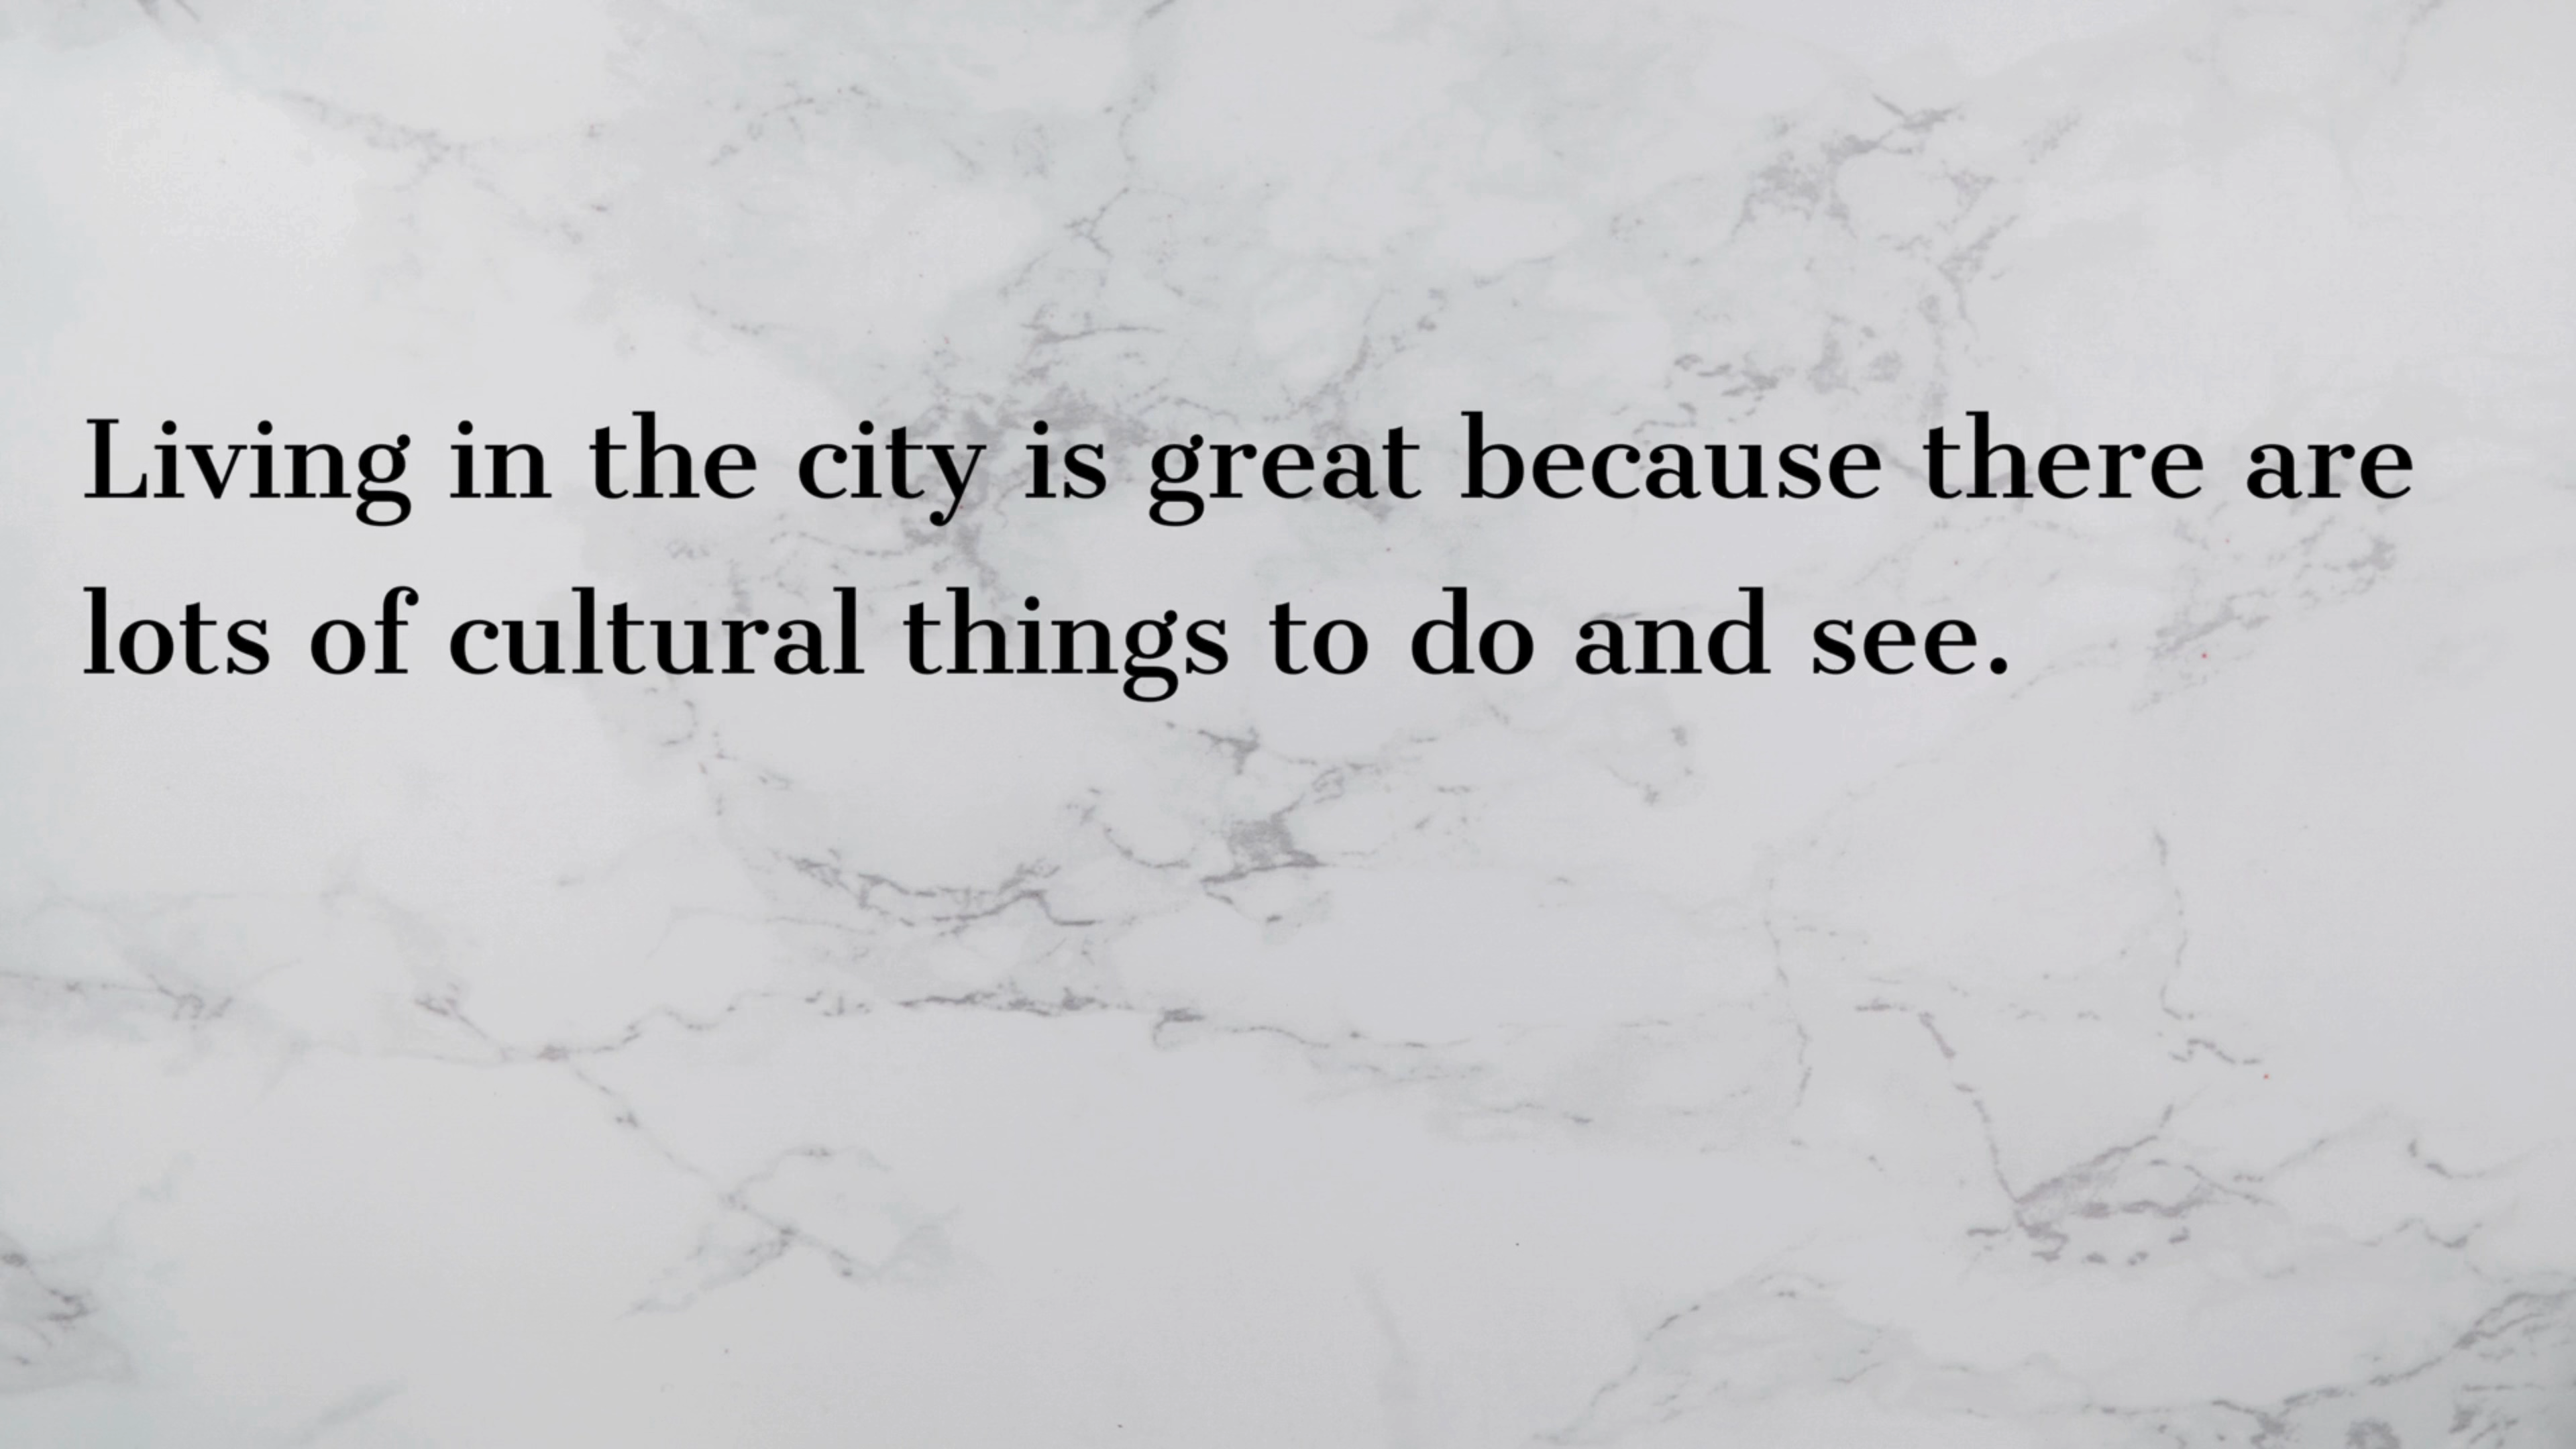 Living in the city is great because there are
lots of cultural things to do and see.